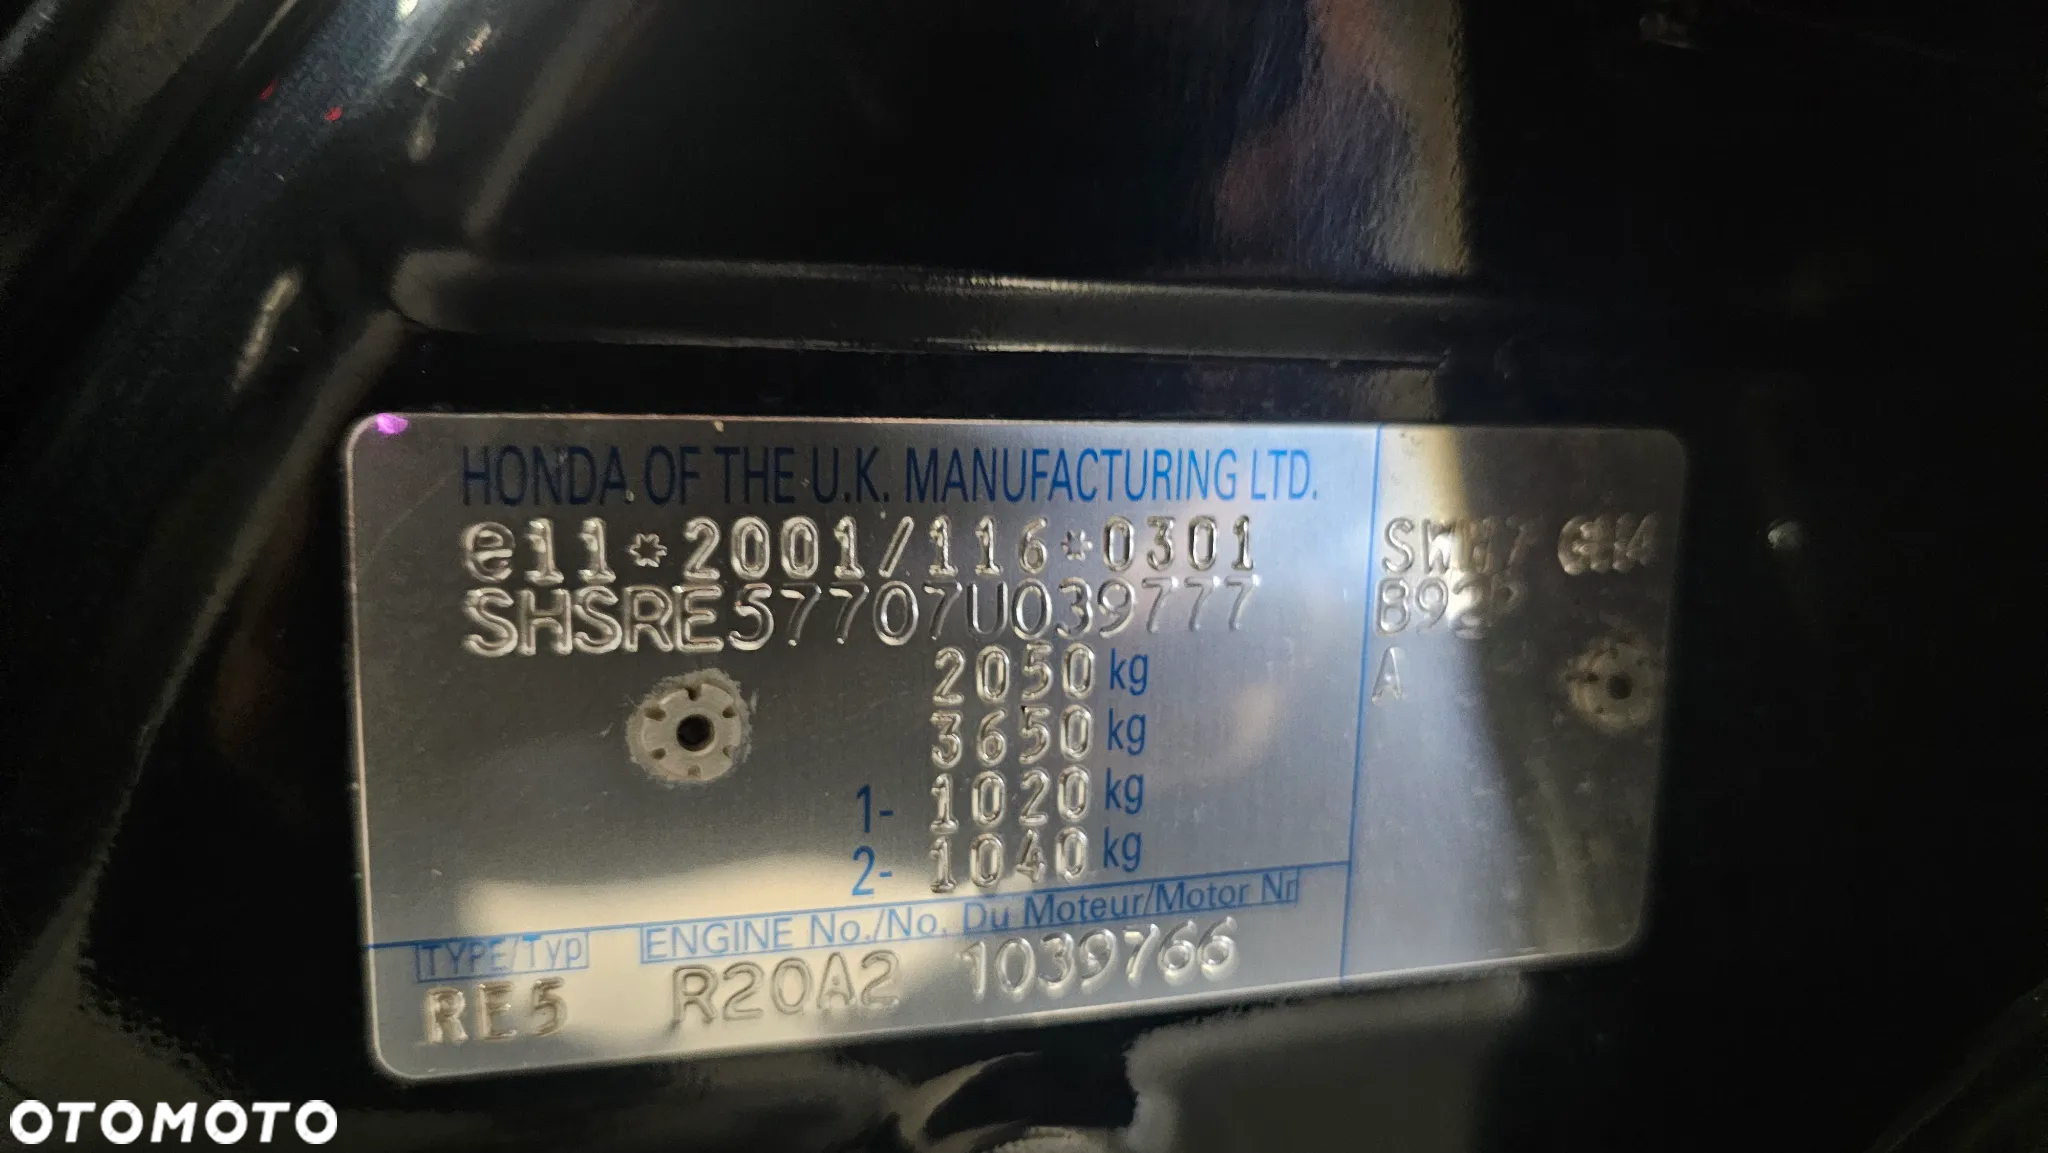 HONDA OF THE U.K. MANUFACTURING LTD.
e11*2001/116*0301
SHSRE57707U039777
2050 kg
3650 kg
1- 1020 kg
2- 1040 kg
TYPE/Typ
ENGINE No./No. Du Moteur/Motor Nr
RE5
R20A2 1039766
A
OTOMOTO